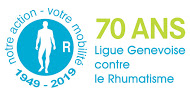 notre action - votre mobilité
R
1949 - 2019
70 ANS
Ligue Genevoise
contre
le Rhumatisme